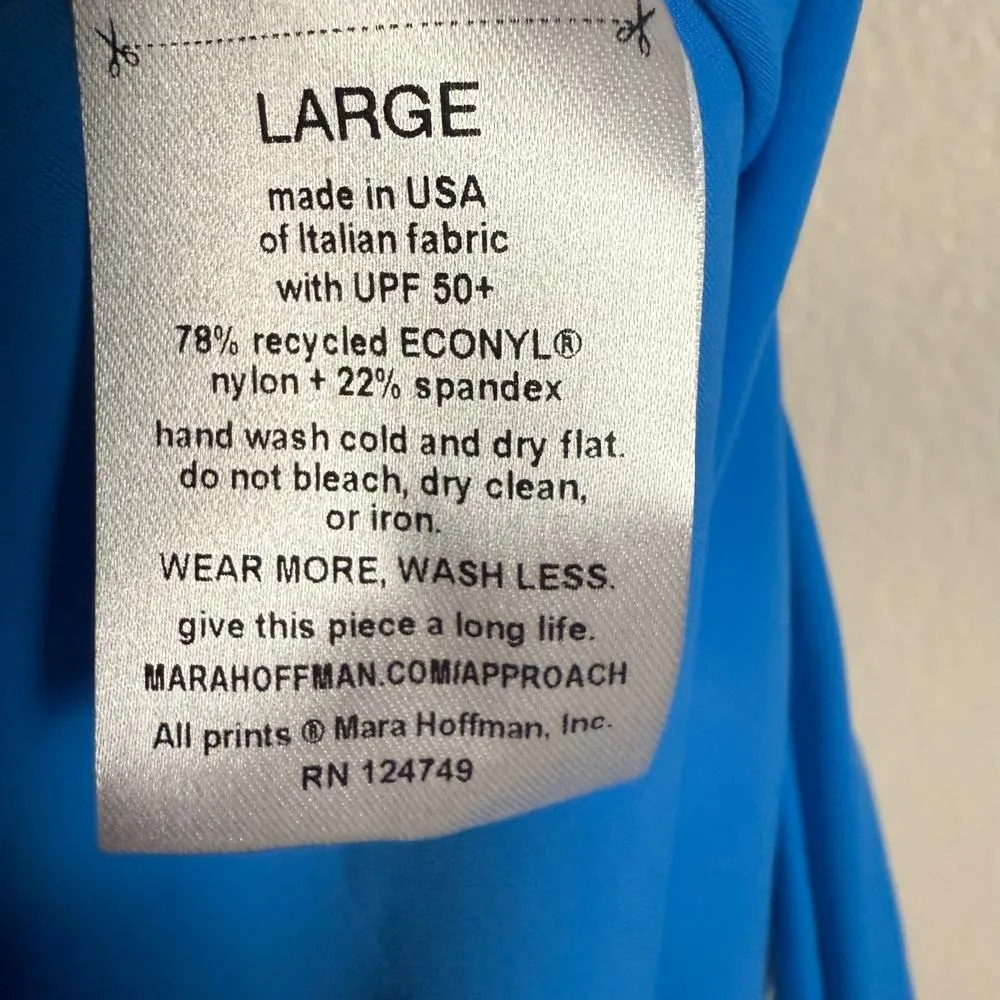 LARGE
made in USA
of Italian fabric
with UPF 50+
78% recycled ECONYL®
nylon + 22% spandex
hand wash cold and dry flat.
do not bleach, dry clean,
or iron.
WEAR MORE, WASH LESS.
give this piece a long life.
MARAHOFFMAN.COM/APPROACH
All prints ® Mara Hoffman, Inc.
RN 124749